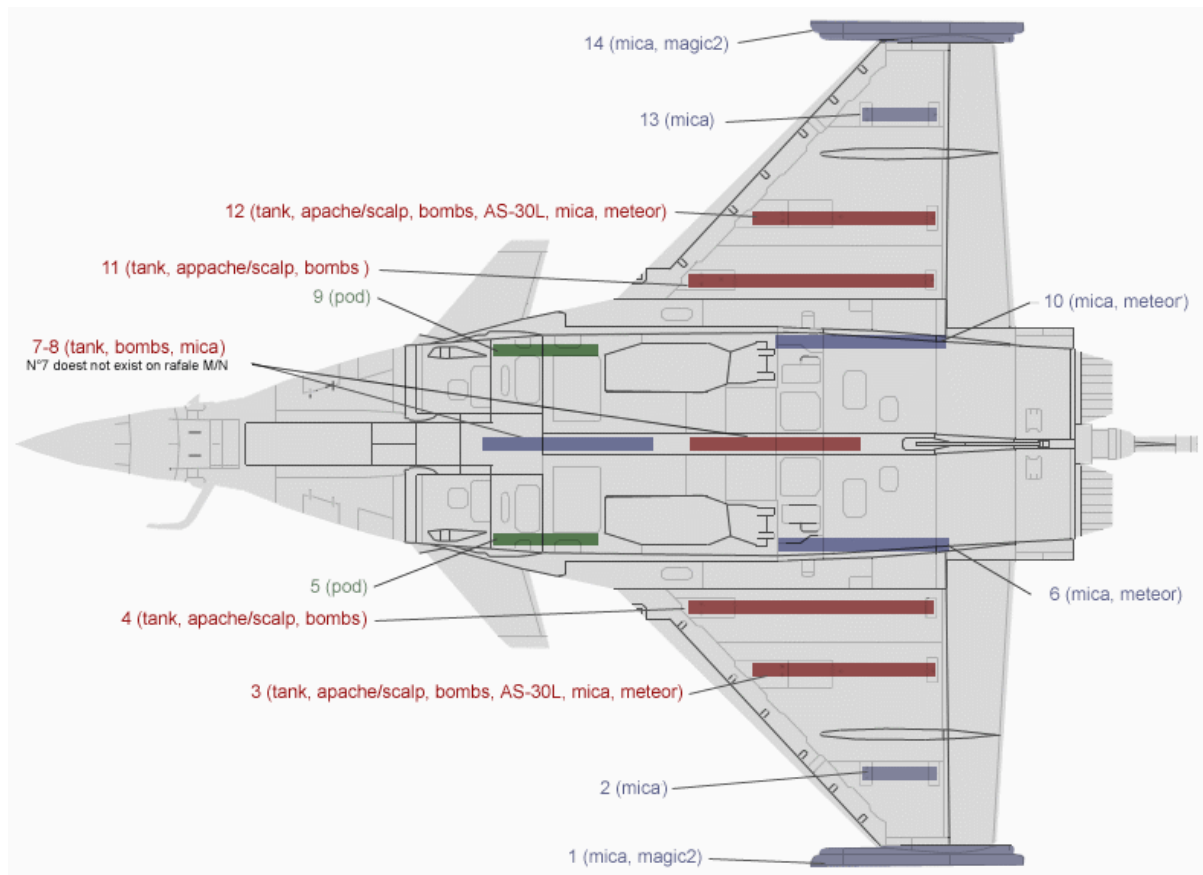 14 (mica, magic2)
13 (mica)
12 (tank, apache/scalp, bombs, AS-30L, mica, meteor)
11 (tank, appache/scalp, bombs )
9 (pod)
10 (mica, meteor)
7-8 (tank, bombs, mica)
N°7 doest not exist on rafale M/N
5 (pod)
6 (mica, meteor)
4 (tank, apache/scalp, bombs)
3 (tank, apache/scalp, bombs, AS-30L, mica, meteor)
2 (mica)
1 (mica, magic2)